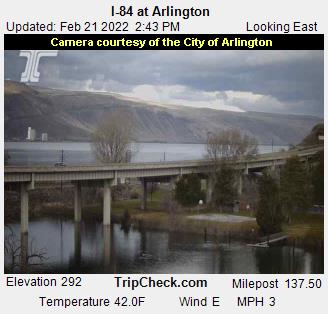 I-84 at Arlington
Updated: Feb 21 2022 2:43 PM Looking East
Camera courtesy of the City of Arlington
Elevation 292 TripCheck.com Milepost 137.50
Temperature 42.0F Wind E MPH 3